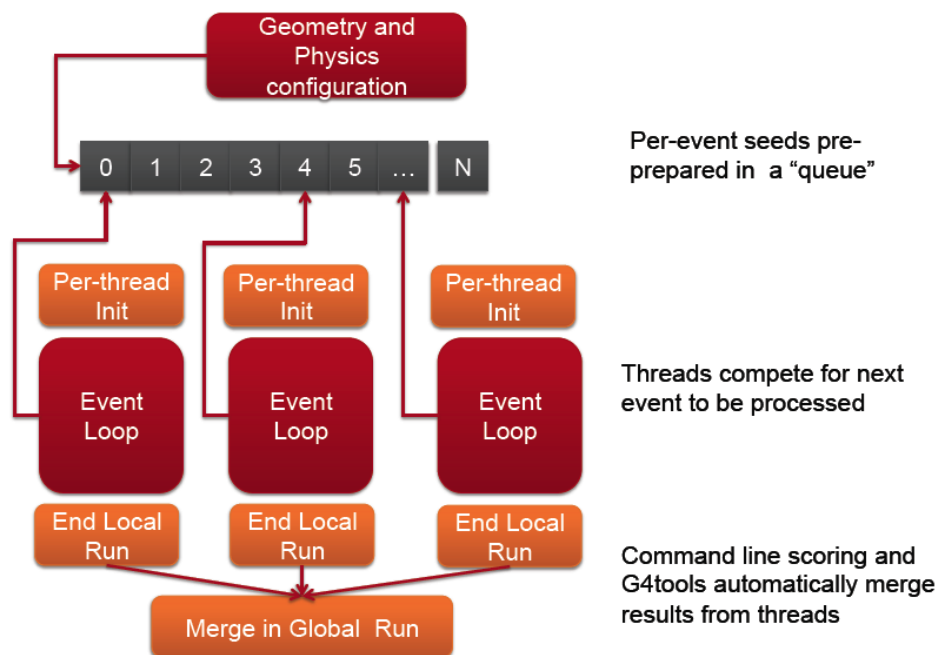 Geometry and
Physics
configuration
0 1 2 3 4 5 ... N
Per-event seeds pre-
prepared in a “queue”
Per-thread
Init
Per-thread
Init
Per-thread
Init
Event
Loop
Event
Loop
Event
Loop
Threads compete for next
event to be processed
End Local
Run
End Local
Run
End Local
Run
Command line scoring and
G4tools automatically merge
results from threads
Merge in Global Run